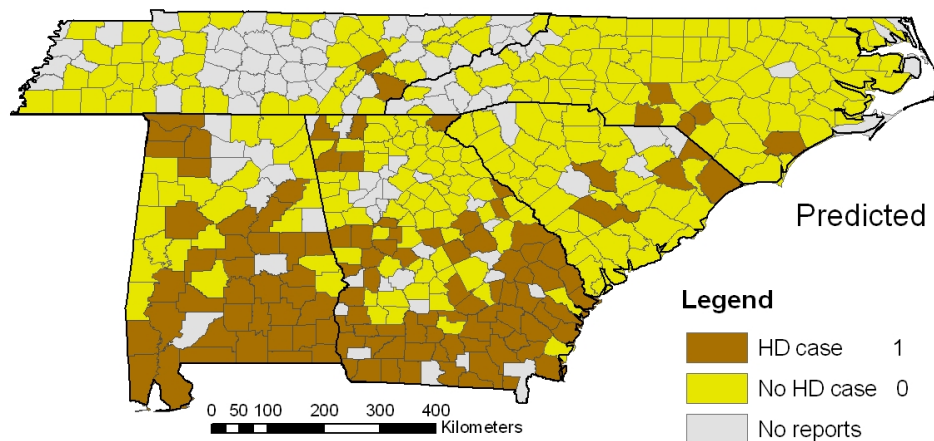 Predicted
Legend
HD case 1
No HD case 0
No reports
0 50 100 200 300 400
Kilometers